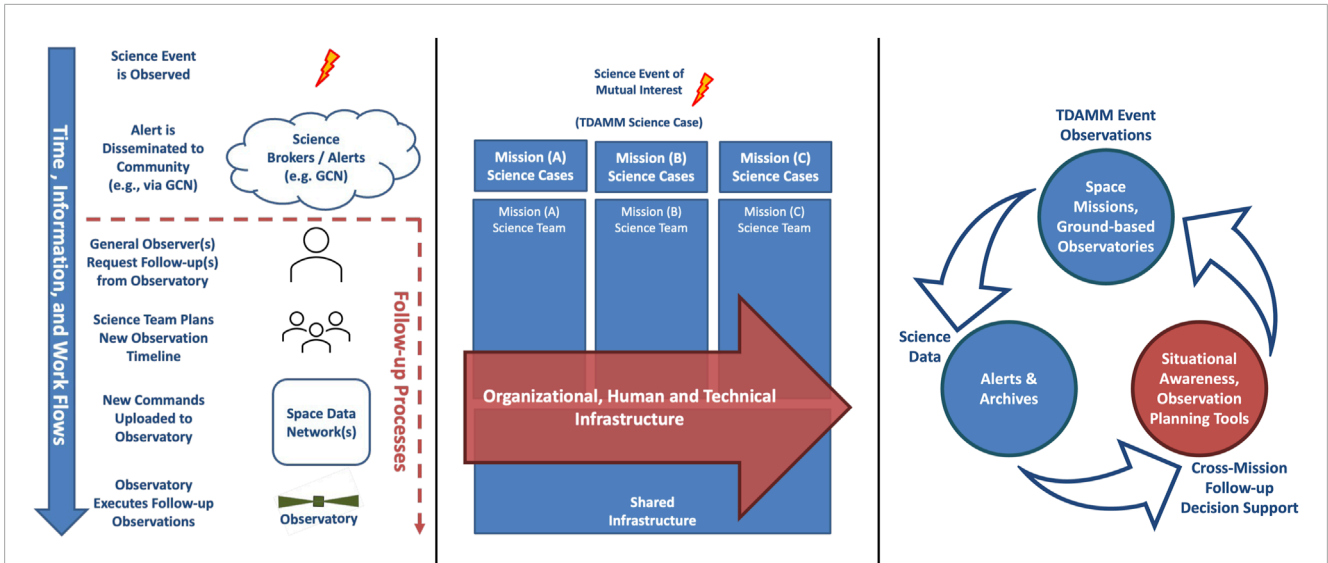 Time , Information, and Work Flows
Science Event
is Observed
Alert is
Disseminated to
Community
(e.g., via GCN)
Science
Brokers / Alerts
(e.g. GCN)
General Observer(s)
Request Follow-up(s)
from Observatory
Science Team Plans
New Observation
Timeline
New Commands
Uploaded to
Observatory
Space Data
Network(s)
Observatory
Executes Follow-up
Observations
Observatory
Follow-up Processes
Science Event of
Mutual Interest
(TDAMM Science Case)
Mission (A)
Science Cases
Mission (B)
Science Cases
Mission (C)
Science Cases
Mission (A)
Science Team
Mission (B)
Science Team
Mission (C)
Science Team
Organizational, Human and Technical
Infrastructure
Shared
Infrastructure
TDAMM Event
Observations
Space
Missions,
Ground-based
Observatories
Science
Data
Alerts &
Archives
Situational
Awareness,
Observation
Planning Tools
Cross-Mission
Follow-up
Decision Support